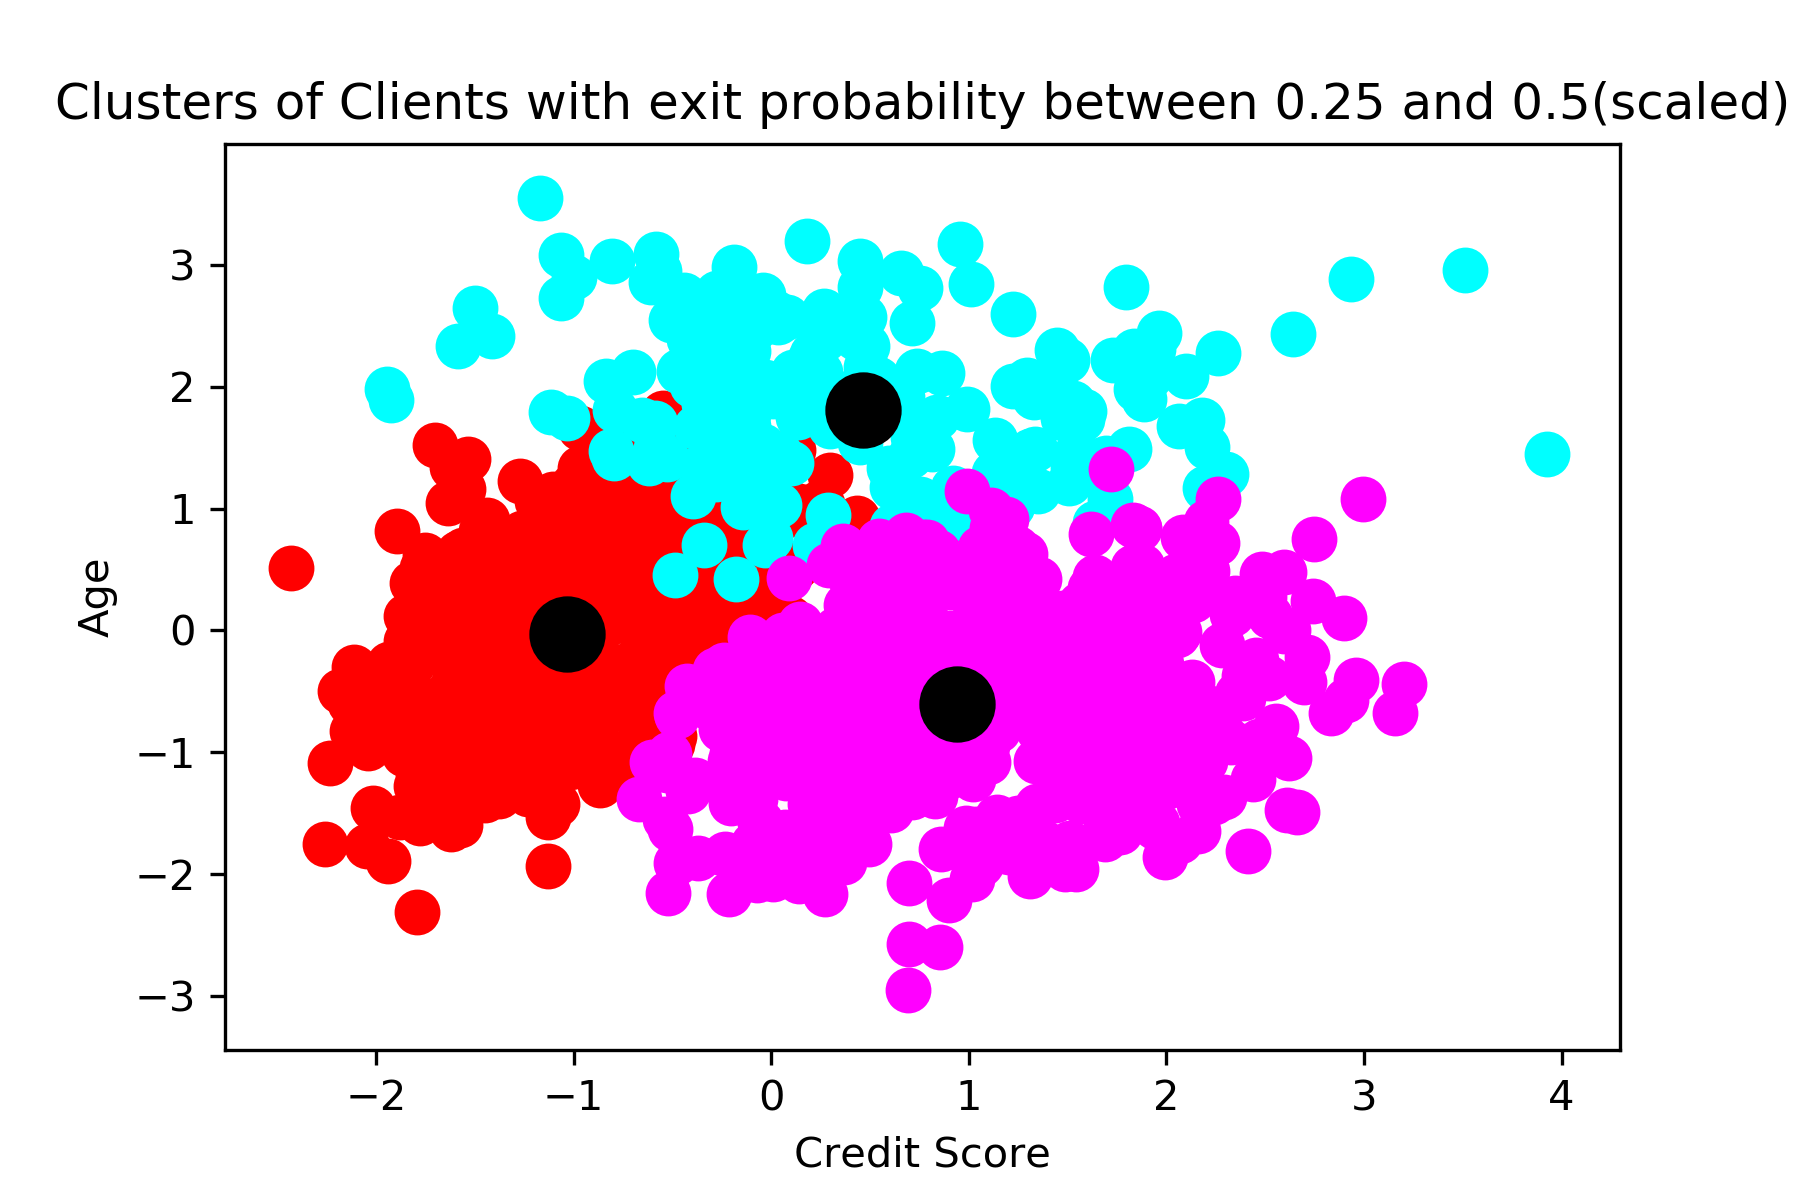 Clusters of Clients with exit probability between 0.25 and 0.5(scaled)
3
2
1
0
−1
−2
−3
Age
−2 −1 0 1 2 3 4
Credit Score